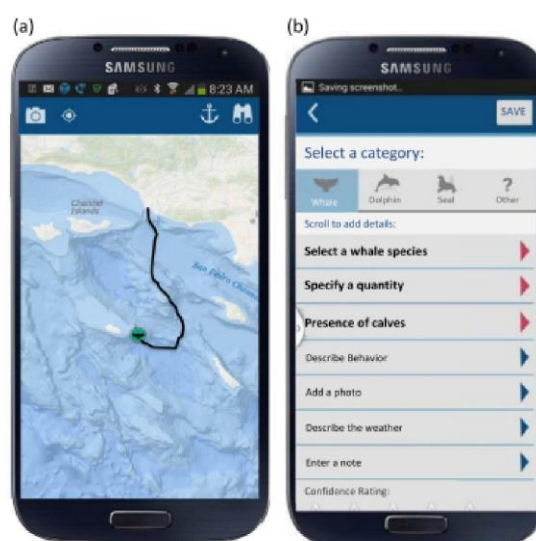 (a)
SAMSUNG
8:23 AM
Channel
Islands
San Pedro Channel
(b)
SAMSUNG
Saving screenshot...
SAVE
Select a category:
Whale
Dolphin
Seal
?
Other
Scroll to add details:
Select a whale species
Specify a quantity
Presence of calves
Describe Behavior
Add a photo
Describe the weather
Enter a note
Confidence Rating: